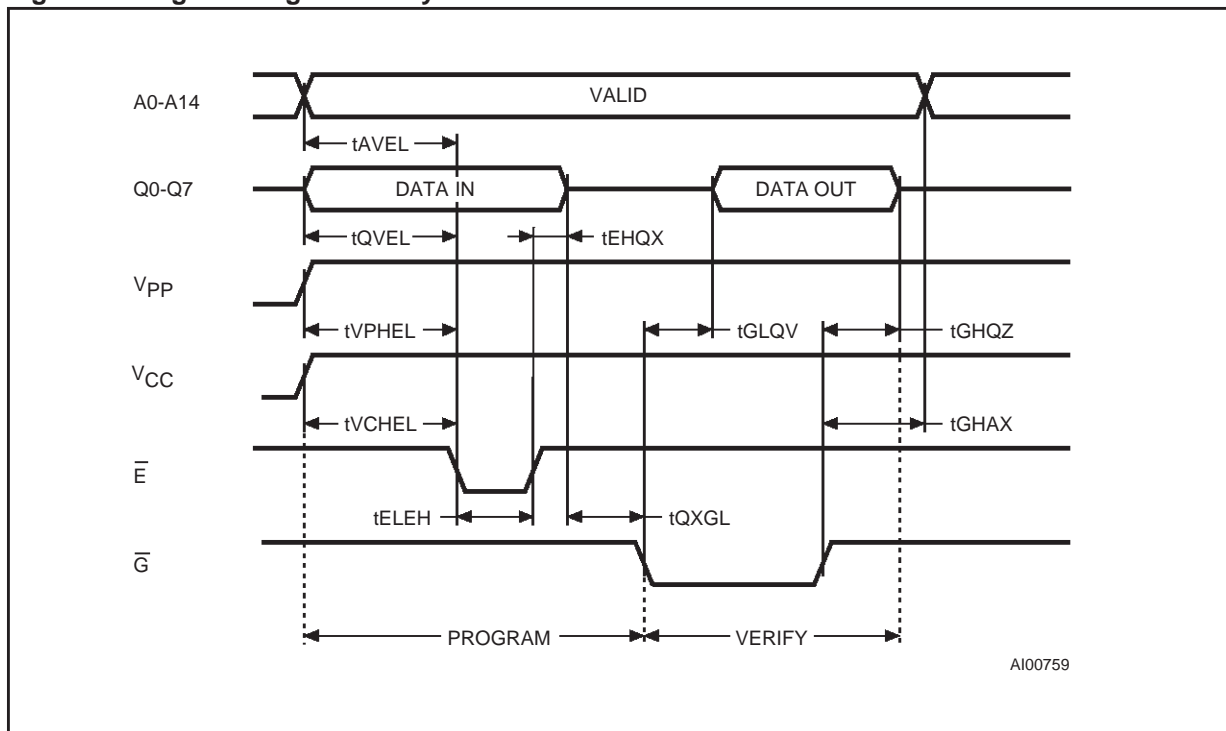 A0-A14
VALID
tAVEL
Q0-Q7
DATA IN
DATA OUT
tQVEL
tEHQX
VPP
tVPHEL
tGLQV
tGHQZ
VCC
tVCHEL
tGHAX
E̅
tELEH
tQXGL
G̅
PROGRAM
VERIFY
AI00759